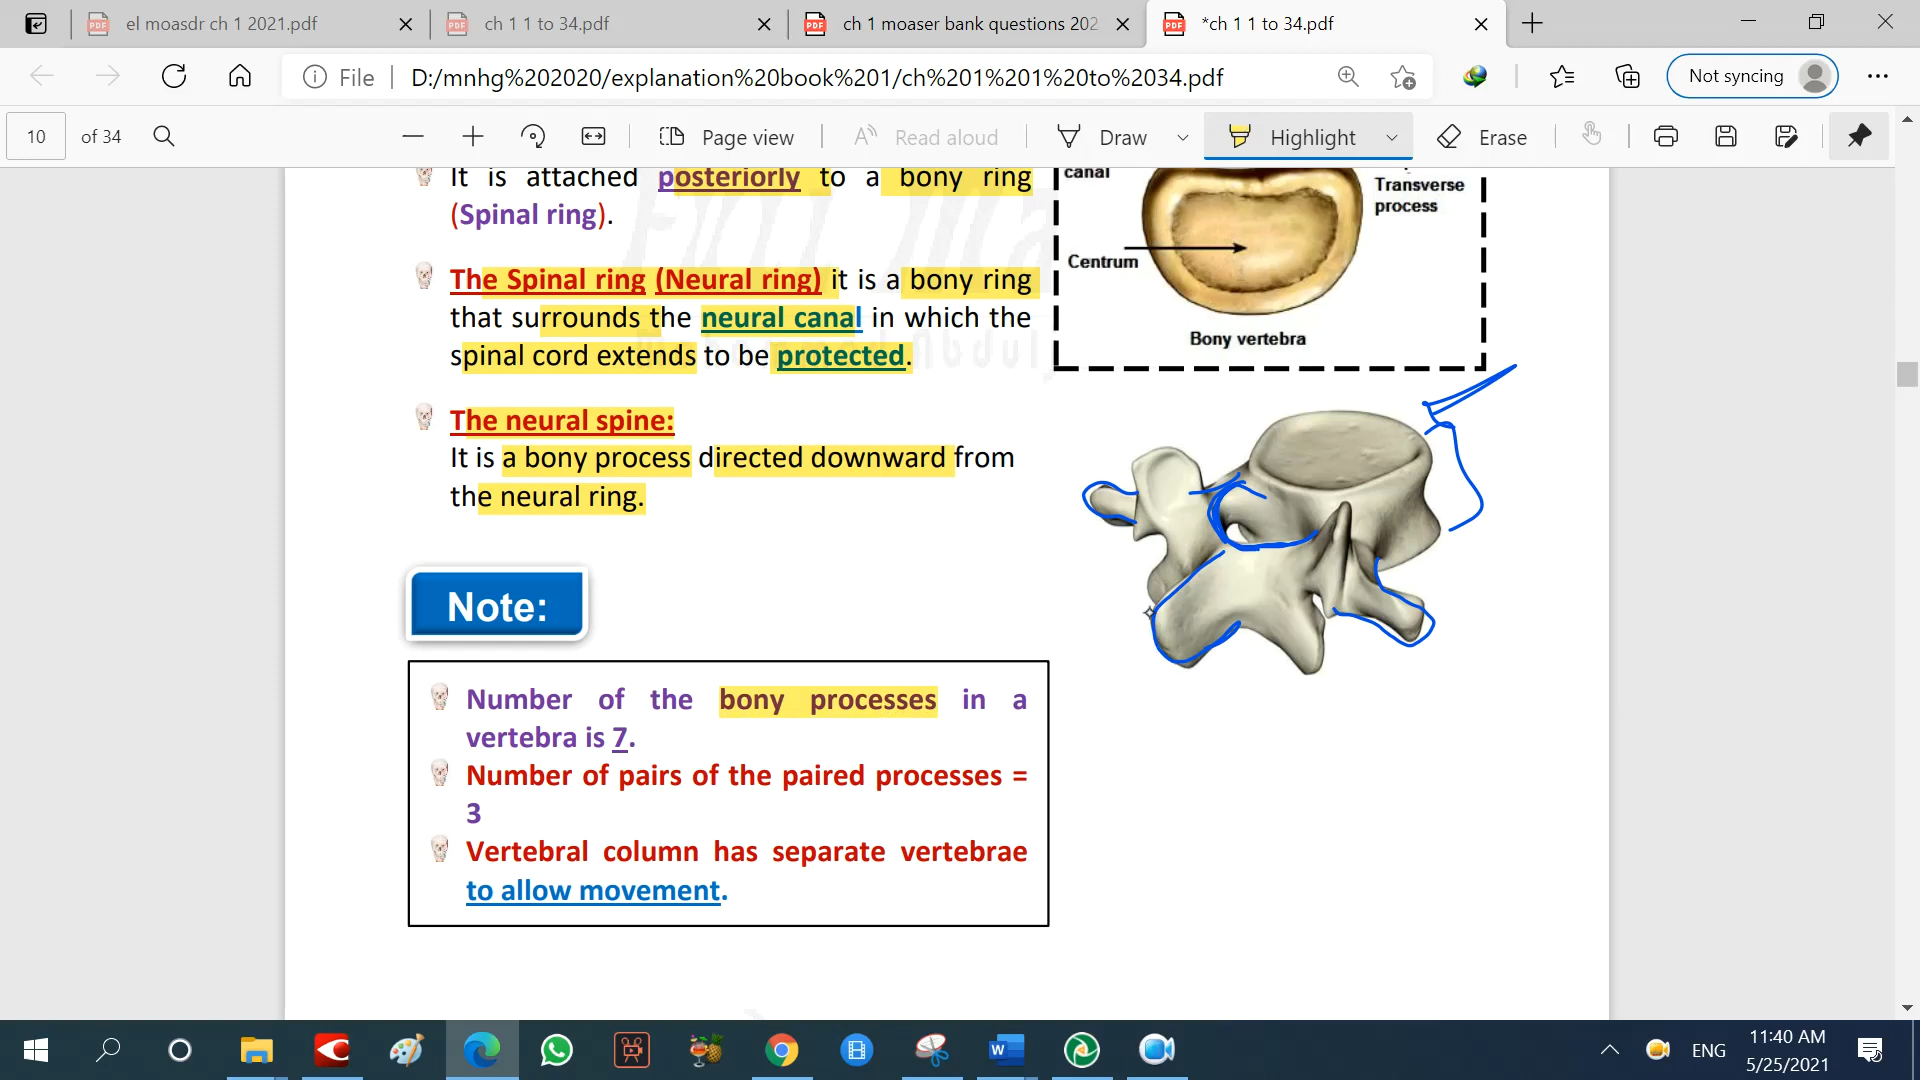 el moasdr ch 1 2021.pdf
ch 1 1 to 34.pdf
ch 1 moaser bank questions 202
*ch 1 1 to 34.pdf
File
D:/mnhg%202020/explanation%20book%201/ch%201%201%20to%2034.pdf
Not syncing
10 of 34
Page view
Read aloud
Draw
Highlight
Erase
It is attached posteriorly to a bony ring
(Spinal ring).
The Spinal ring (Neural ring) it is a bony ring
that surrounds the neural canal in which the
spinal cord extends to be protected.
The neural spine:
It is a bony process directed downward from
the neural ring.
canal
Transverse
process
Centrum
Bony vertebra
Note:
Number of the bony processes in a
vertebra is 7.
Number of pairs of the paired processes =
3
Vertebral column has separate vertebrae
to allow movement.
ENG
11:40 AM
5/25/2021